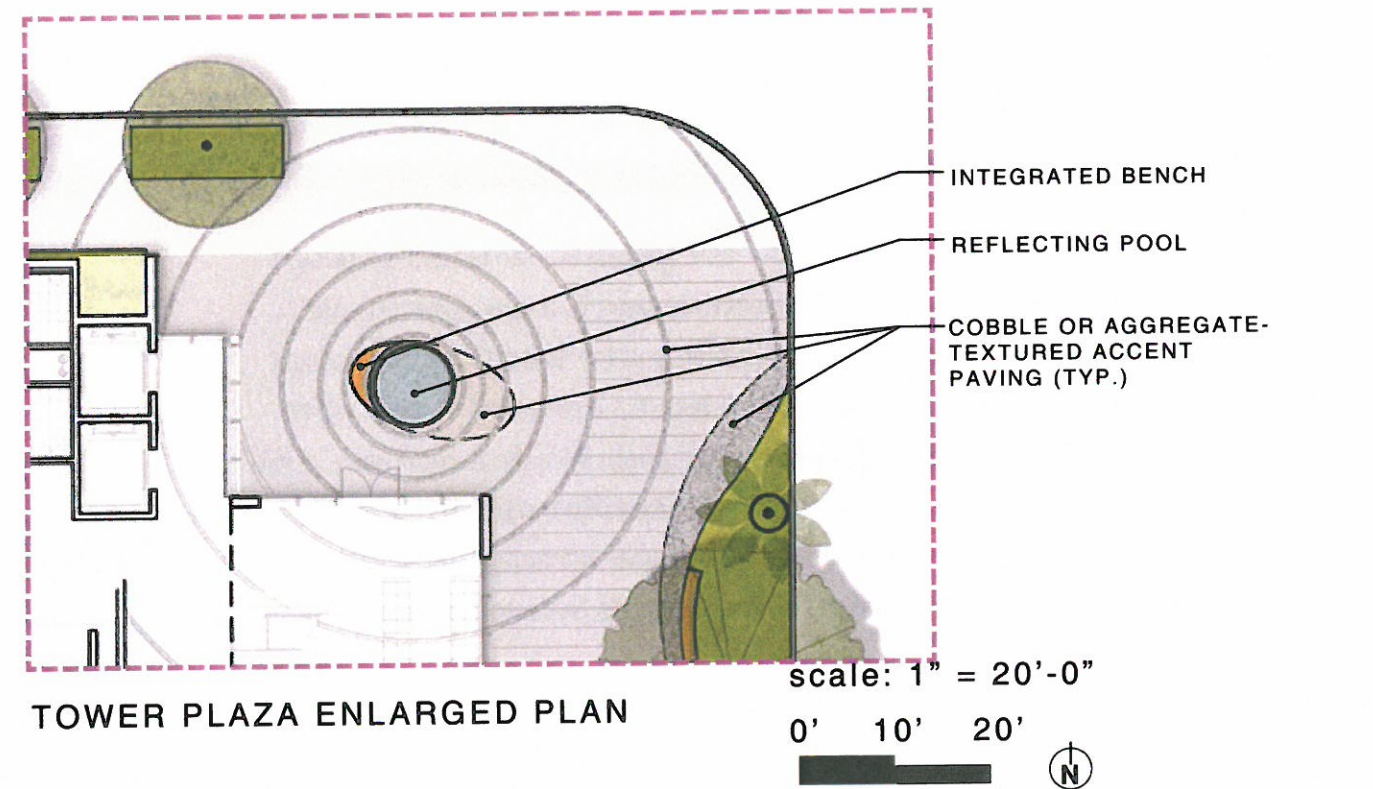 INTEGRATED BENCH
REFLECTING POOL
COBBLE OR AGGREGATE-
TEXTURED ACCENT
PAVING (TYP.)
scale: 1” = 20’-0”
TOWER PLAZA ENLARGED PLAN
0’ 10’ 20’
N